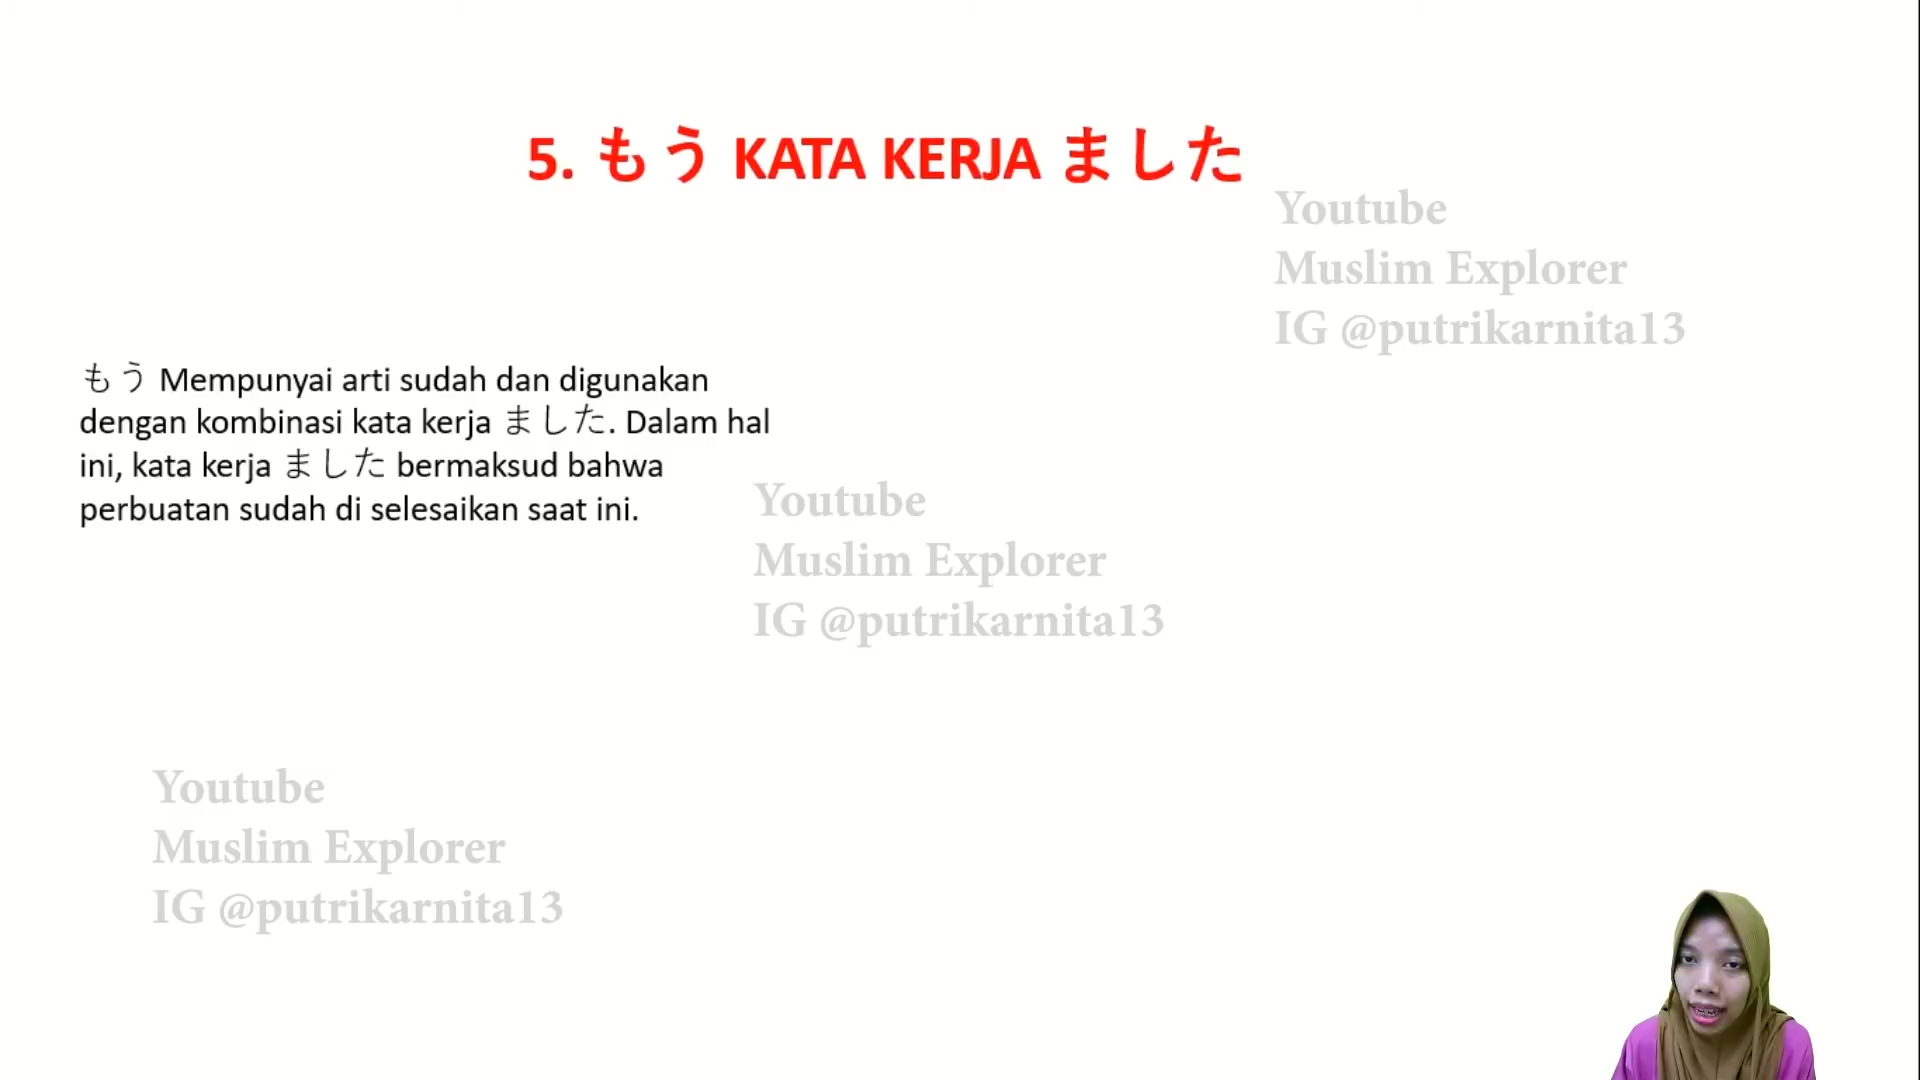 5. もう KATA KERJA ました
Youtube
Muslim Explorer
IG @putrikarnita13
もう Mempunyai arti sudah dan digunakan
dengan kombinasi kata kerja ました. Dalam hal
ini, kata kerja ました bermaksud bahwa
perbuatan sudah di selesaikan saat ini.
Youtube
Muslim Explorer
IG @putrikarnita13
Youtube
Muslim Explorer
IG @putrikarnita13